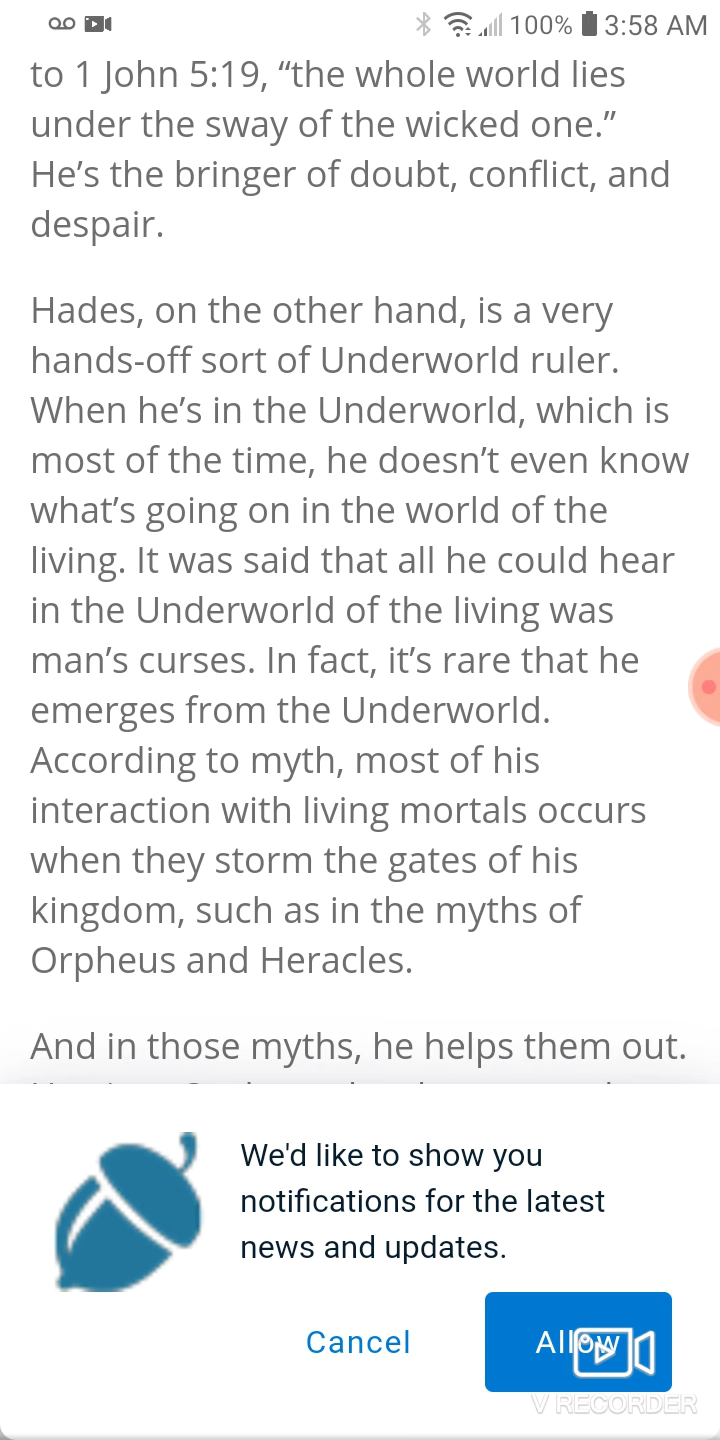 100% 3:58 AM
to 1 John 5:19, “the whole world lies
under the sway of the wicked one.”
He’s the bringer of doubt, conflict, and
despair.
Hades, on the other hand, is a very
hands-off sort of Underworld ruler.
When he’s in the Underworld, which is
most of the time, he doesn’t even know
what’s going on in the world of the
living. It was said that all he could hear
in the Underworld of the living was
man’s curses. In fact, it’s rare that he
emerges from the Underworld.
According to myth, most of his
interaction with living mortals occurs
when they storm the gates of his
kingdom, such as in the myths of
Orpheus and Heracles.
And in those myths, he helps them out.
We'd like to show you
notifications for the latest
news and updates.
Cancel Allow
V RECORDER